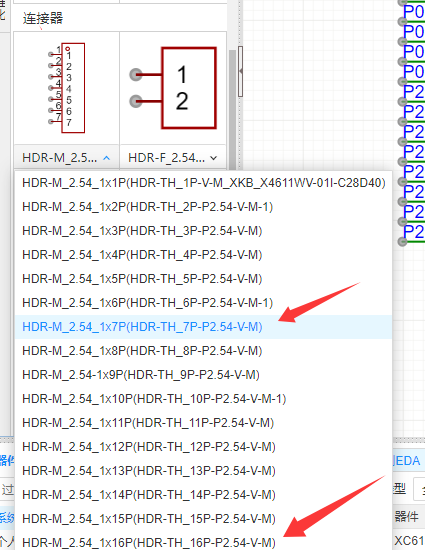 连接器
1
2
3
4
5
6
7
1
2
3
4
5
6
7
1
2
HDR-M_2.5...
HDR-F_2.54...
HDR-M_2.54_1x1P(HDR-TH_1P-V-M_XKB_X4611WV-01I-C28D40)
HDR-M_2.54_1x2P(HDR-TH_2P-P2.54-V-M-1)
HDR-M_2.54_1x3P(HDR-TH_3P-P2.54-V-M)
HDR-M_2.54_1x4P(HDR-TH_4P-P2.54-V-M)
HDR-M_2.54_1x5P(HDR-TH_5P-P2.54-V-M)
HDR-M_2.54_1x6P(HDR-TH_6P-P2.54-V-M-1)
HDR-M_2.54_1x7P(HDR-TH_7P-P2.54-V-M)
HDR-M_2.54_1x8P(HDR-TH_8P-P2.54-V-M)
HDR-M_2.54-1x9P(HDR-TH_9P-P2.54-V-M)
HDR-M_2.54_1x10P(HDR-TH_10P-P2.54-V-M-1)
HDR-M_2.54_1x11P(HDR-TH_11P-P2.54-V-M)
HDR-M_2.54_1x12P(HDR-TH_12P-P2.54-V-M)
HDR-M_2.54_1x13P(HDR-TH_13P-P2.54-V-M)
HDR-M_2.54_1x14P(HDR-TH_14P-P2.54-V-M)
HDR-M_2.54_1x15P(HDR-TH_15P-P2.54-V-M)
HDR-M_2.54_1x16P(HDR-TH_16P-P2.54-V-M)
P0
P0
P0
P0
P2
P2
P2
P2
P2
P2
P2
P2
EDA
型
器件
XC61